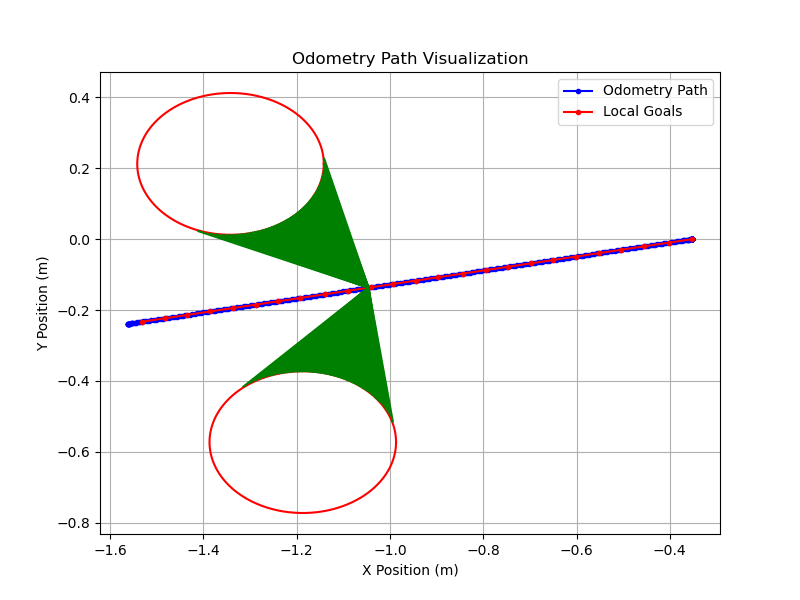 Odometry Path Visualization
Odometry Path
Local Goals
Y Position (m)
0.4
0.2
0.0
−0.2
−0.4
−0.6
−0.8
−1.6 −1.4 −1.2 −1.0 −0.8 −0.6 −0.4
X Position (m)